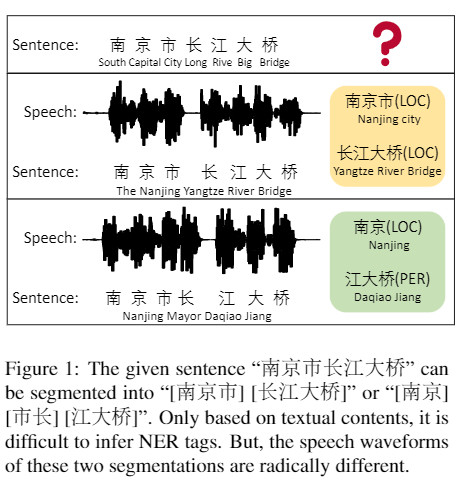 Sentence: 南 京 市 长 江 大 桥
South Capital City Long Rive Big Bridge
?
Speech:
南京市(LOC)
Nanjing city
长江大桥(LOC)
Yangtze River Bridge
Sentence: 南 京 市 长 江 大 桥
The Nanjing Yangtze River Bridge
Speech:
南京(LOC)
Nanjing
江大桥(PER)
Daqiao Jiang
Sentence: 南 京 市 长 江 大 桥
Nanjing Mayor Daqiao Jiang
Figure 1: The given sentence “南京市长江大桥” can
be segmented into “[南京市] [长江大桥]” or “[南京]
[市长] [江大桥]”. Only based on textual contents, it is
difficult to infer NER tags. But, the speech waveforms
of these two segmentations are radically different.